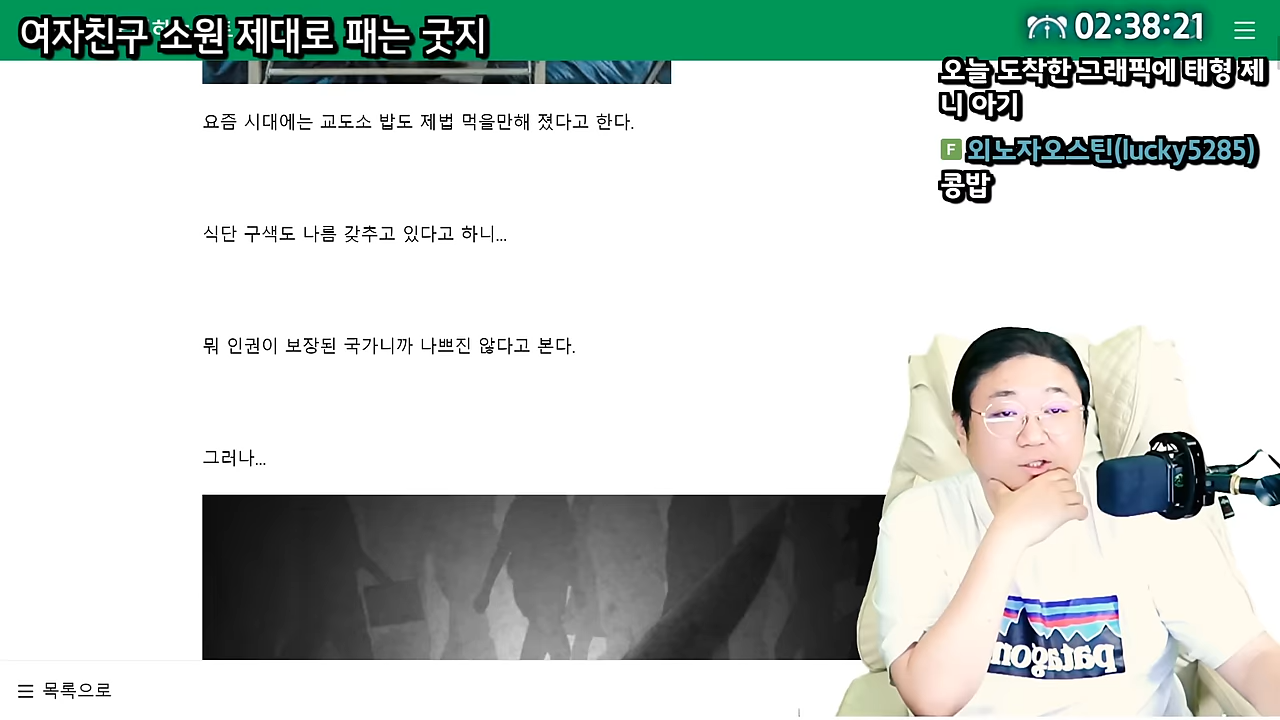 여자친구 소원 제대로 패는 굿지
02:38:21
오늘 도착한 그래픽에 태형 제
니 아기
F 외노자오스틴(lucky5285)
콩밥
요즘 시대에는 교도소 밥도 제법 먹을만해 졌다고 한다.
식단 구색도 나름 갖추고 있다고 하니...
뭐 인권이 보장된 국가니까 나쁘진 않다고 본다.
그러나...
patagon
목록으로